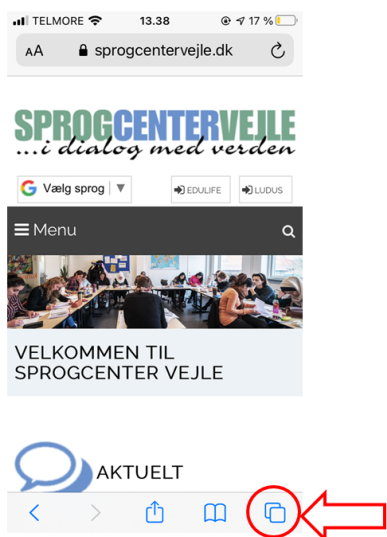 TELMORE 13.38 17 %
AA sprogcentervejle.dk
SPROGCENTERVEJLE
...i dialog med verden
G Vælg sprog ▼ EDULIFE LUDUS
Menu
VELKOMMEN TIL
SPROGCENTER VEJLE
AKTUELT